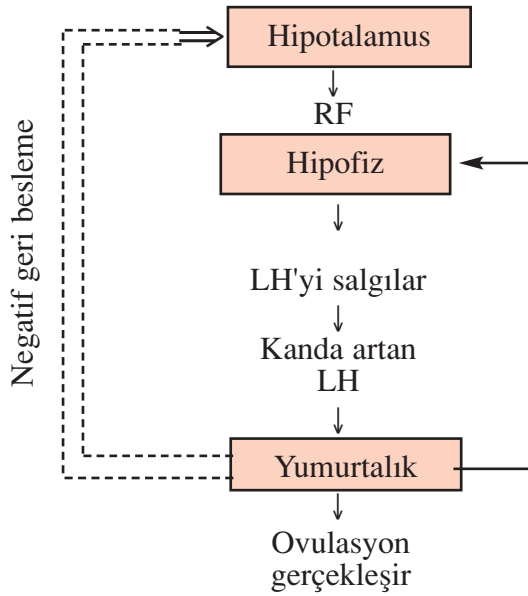 Hipotalamus
RF
Hipofiz
LH'yi salgılar
Kanda artan
LH
Yumurtalık
Ovulasyon
gerçekleşir
Negatif geri besleme